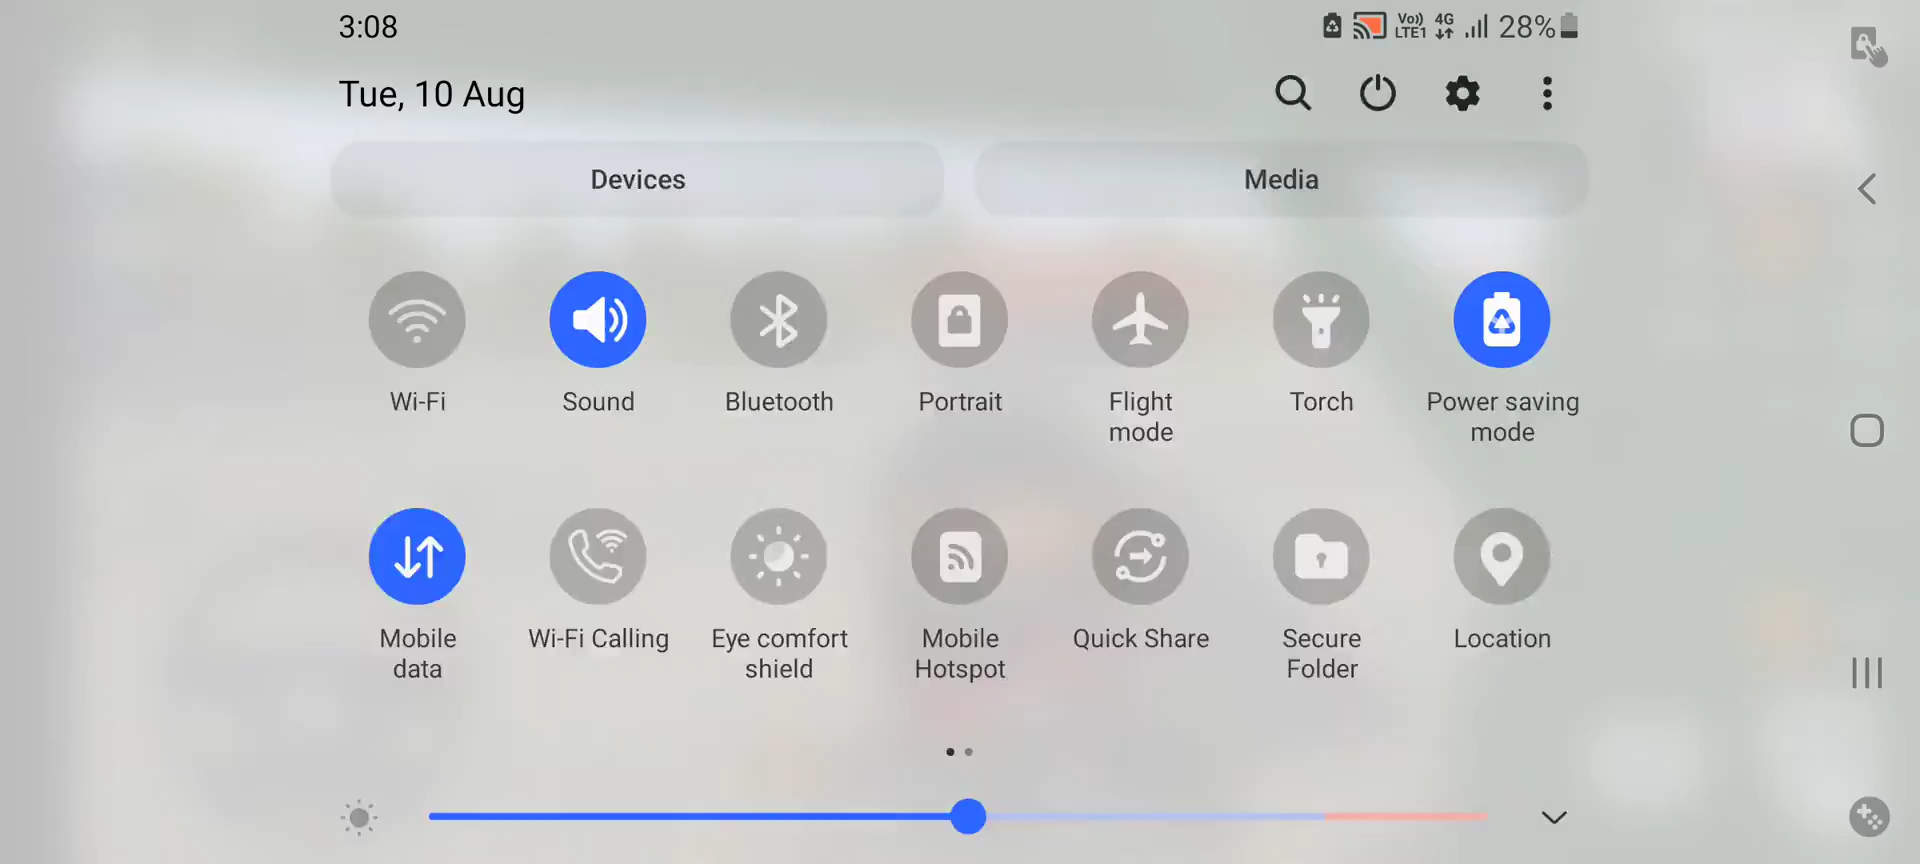 3:08
Vo)) LTE1 4G 28%
Tue, 10 Aug
Devices Media
Wi-Fi Sound Bluetooth Portrait Flight mode Torch Power saving mode
Mobile data Wi-Fi Calling Eye comfort shield Mobile Hotspot Quick Share Secure Folder Location